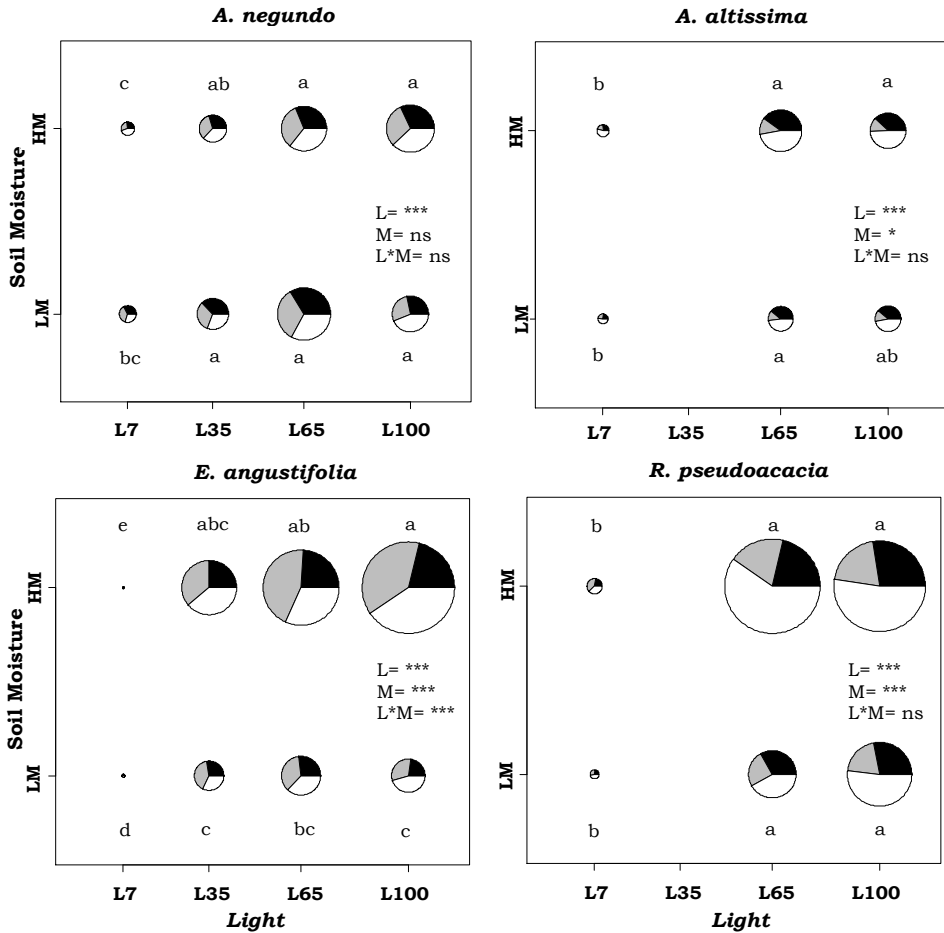 A. negundo
c ab a a
HM
L= ***
M= ns
L*M= ns
Soil Moisture
LM
bc a a a
L7 L35 L65 L100
A. altissima
b a a
HM
L= ***
M= *
L*M= ns
LM
b a ab
L7 L35 L65 L100
E. angustifolia
e abc ab a
HM
L= ***
M= ***
L*M= ***
Soil Moisture
LM
d c bc c
L7 L35 L65 L100
Light
R. pseudoacacia
b a a
HM
L= ***
M= ***
L*M= ns
LM
b a a
L7 L35 L65 L100
Light